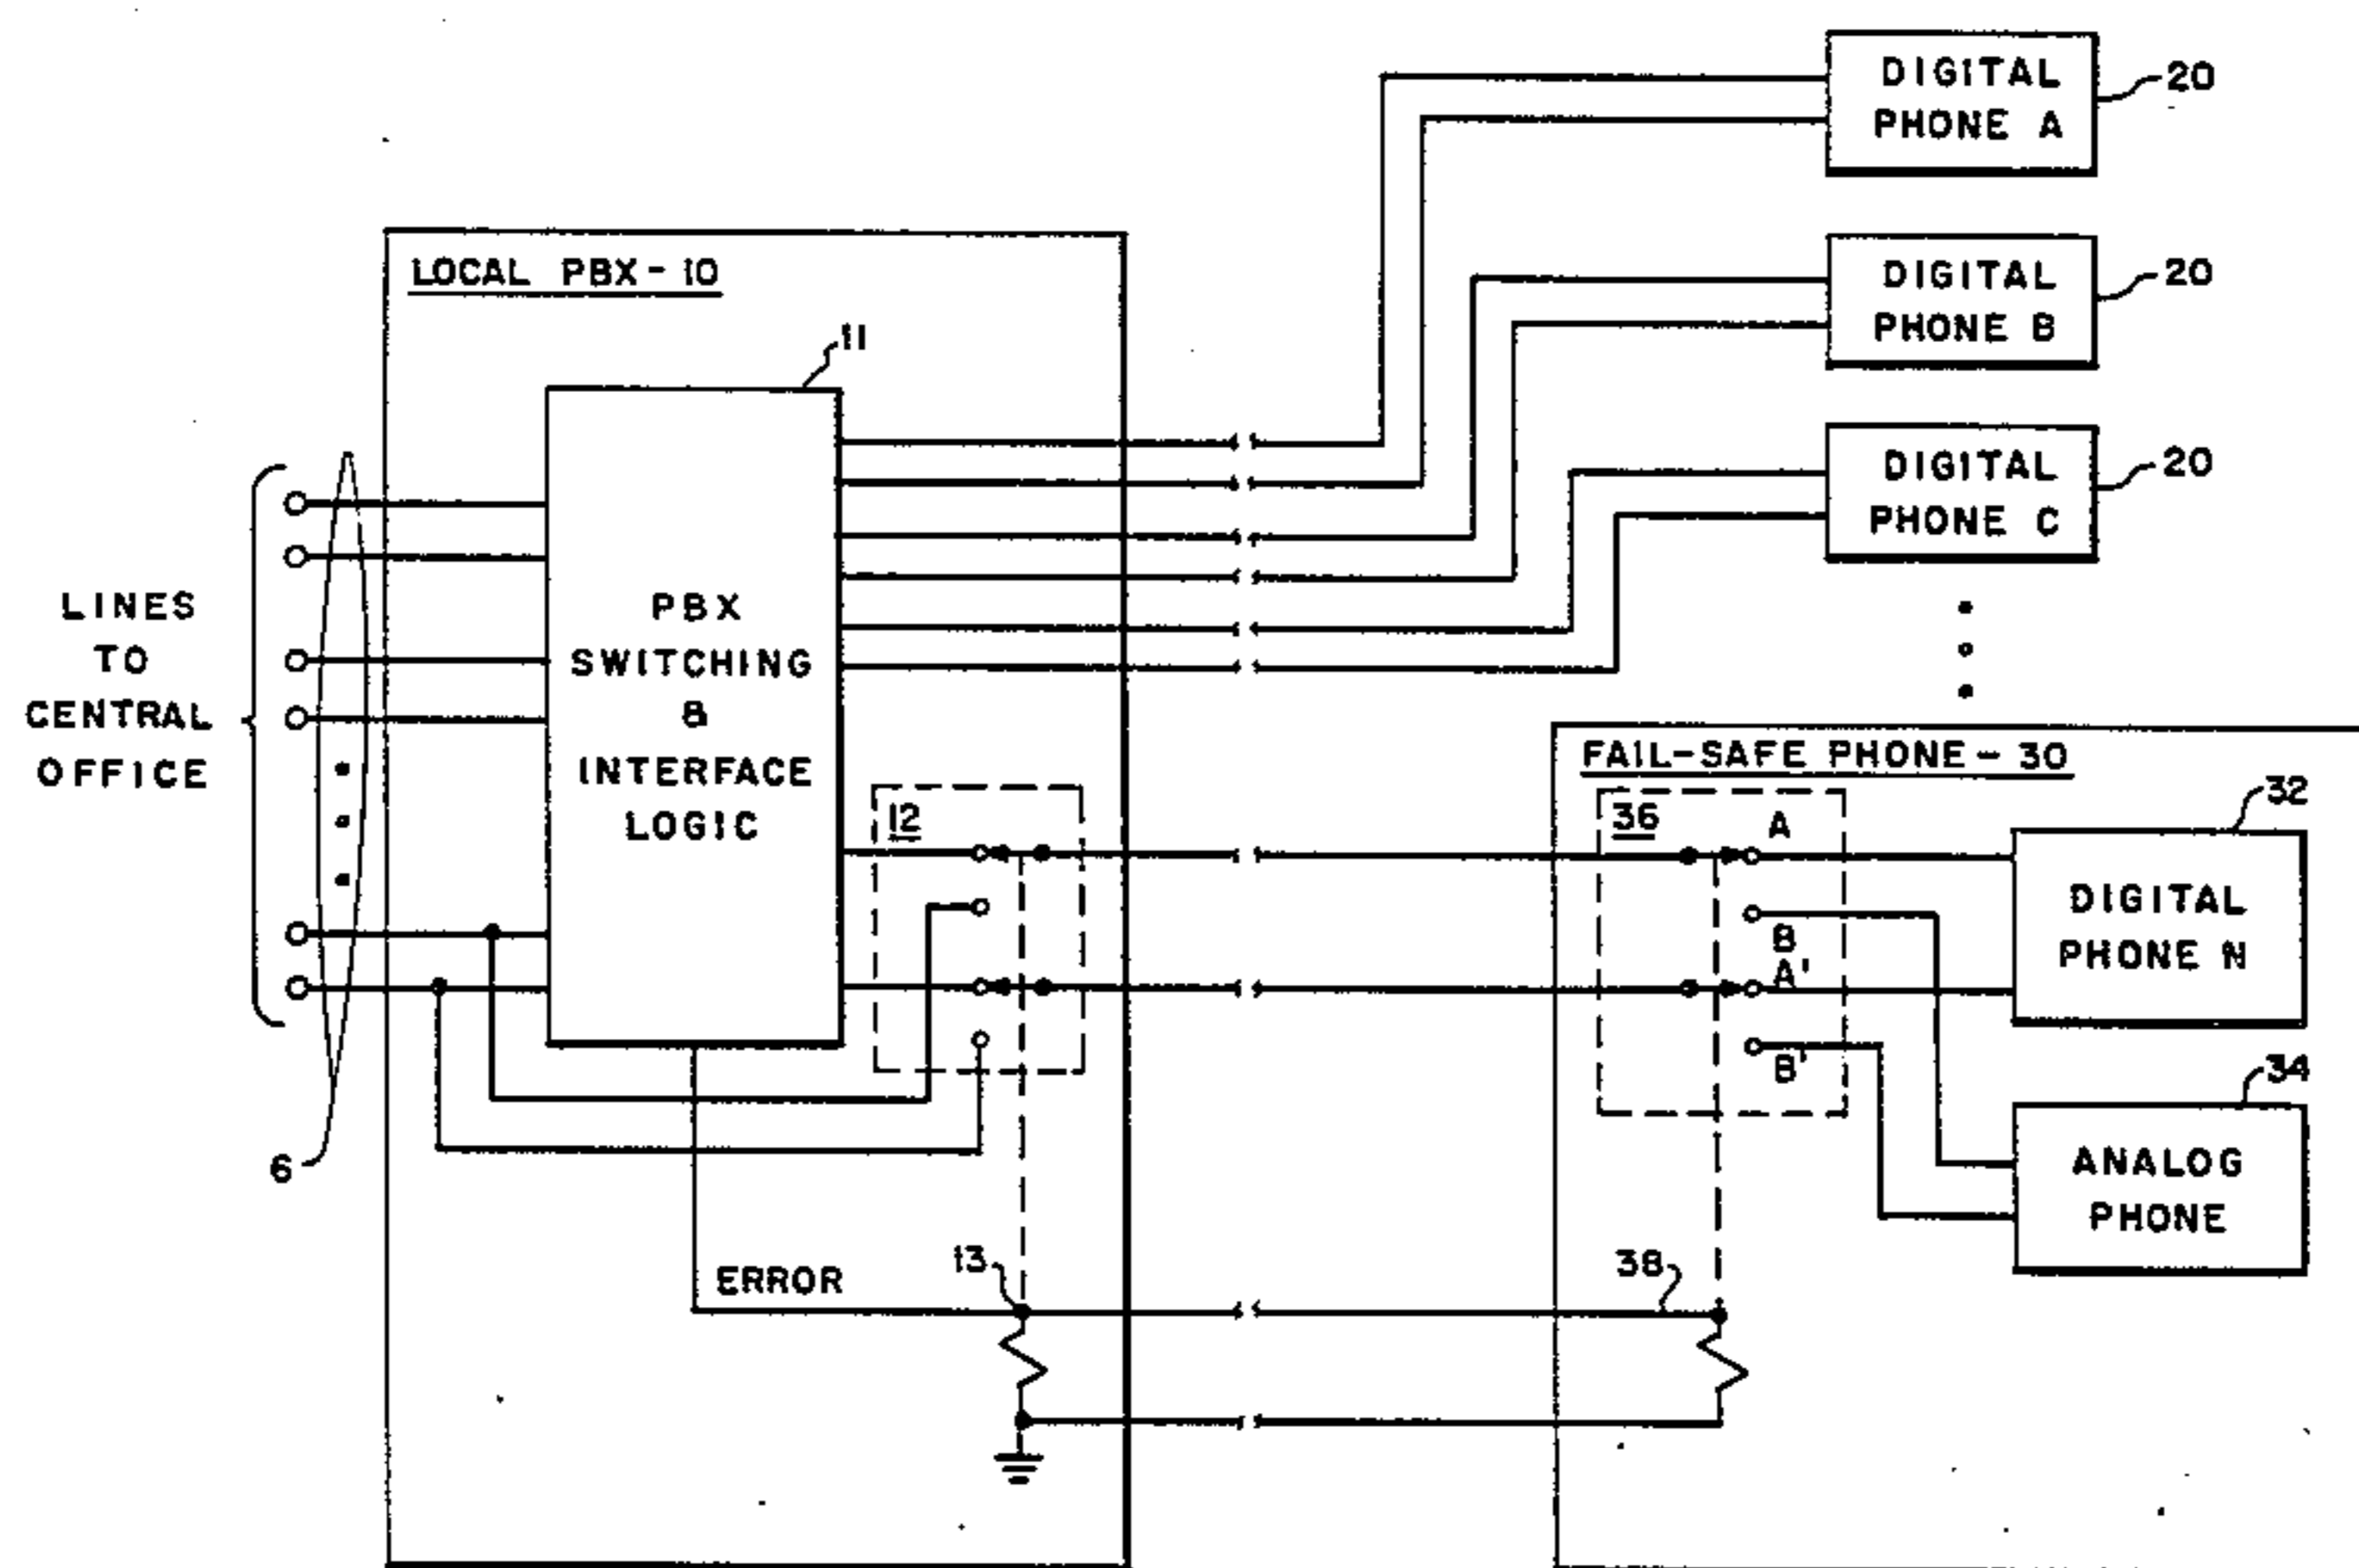 DIGITAL
PHONE A
20
DIGITAL
PHONE B
20
DIGITAL
PHONE C
20
LOCAL PBX - 10
11
LINES
TO
CENTRAL
OFFICE
PBX
SWITCHING
&
INTERFACE
LOGIC
12
6
ERROR
13
FAIL-SAFE PHONE - 30
36
A
B
A'
B'
32
DIGITAL
PHONE N
34
ANALOG
PHONE
38